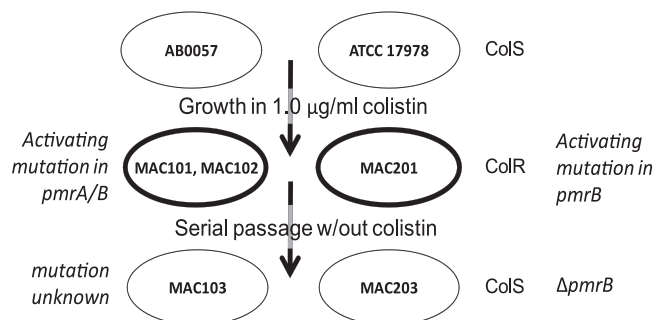 AB0057 ATCC 17978 ColS
Growth in 1.0 µg/ml colistin
Activating
mutation in
pmrA/B
MAC101, MAC102 MAC201 ColR
Activating
mutation in
pmrB
Serial passage w/out colistin
mutation
unknown
MAC103 MAC203 ColS ΔpmrB